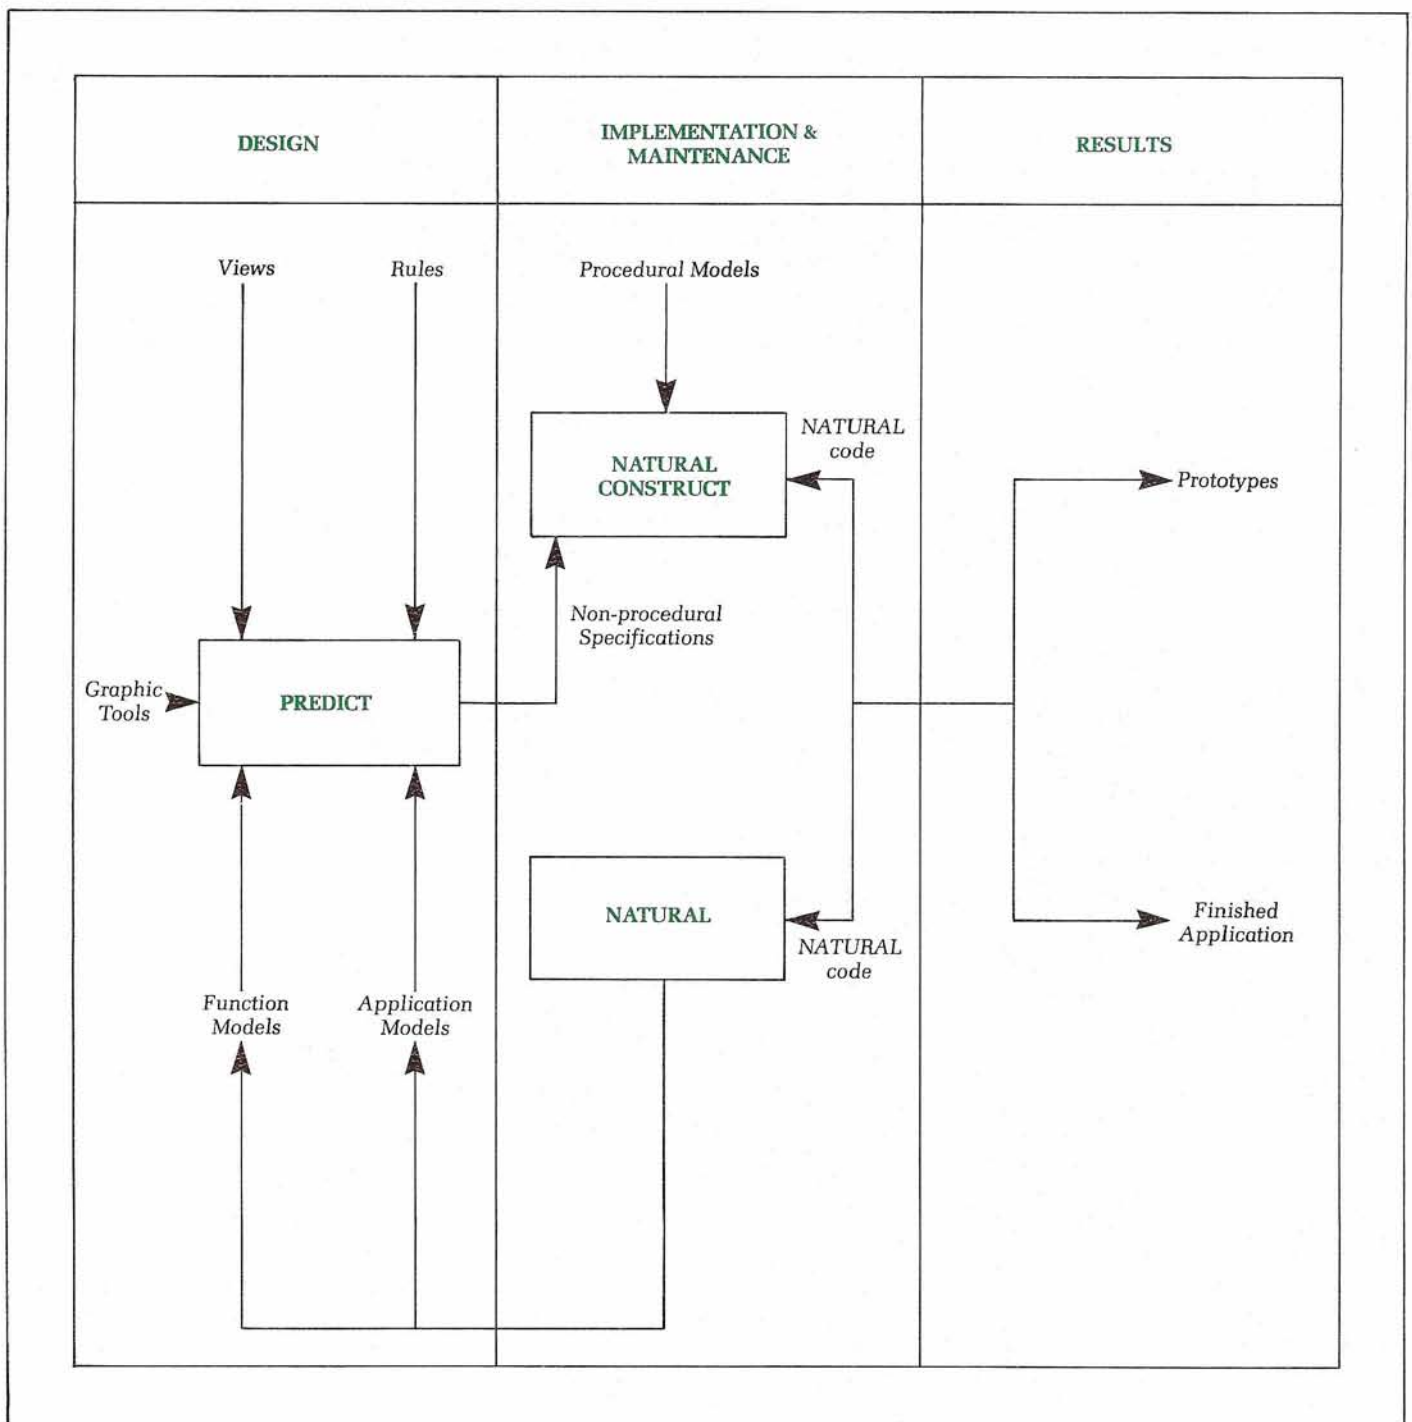 DESIGN
IMPLEMENTATION &
MAINTENANCE
RESULTS
Views
Rules
Procedural Models
NATURAL
code
NATURAL
CONSTRUCT
Prototypes
Non-procedural
Specifications
Graphic
Tools
PREDICT
NATURAL
Finished
Application
NATURAL
code
Function
Models
Application
Models